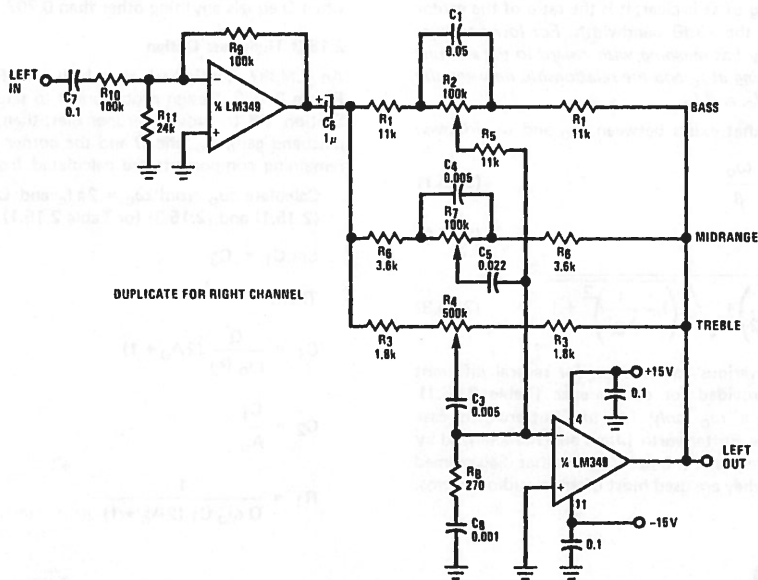 LEFT
IN
C7
0.1
R10
100k
R11
24k
R9
100k
¼ LM349
C6
1µ
C1
0.05
R2
100k
R1
11k
R1
11k
BASS
R5
11k
C4
0.005
R7
100k
C5
0.022
R6
3.6k
R6
3.6k
MIDRANGE
DUPLICATE FOR RIGHT CHANNEL
R4
500k
R3
1.8k
R3
1.8k
TREBLE
C3
0.005
R8
270
C8
0.001
+15V
0.1
4
¼ LM349
11
LEFT
OUT
-15V
0.1